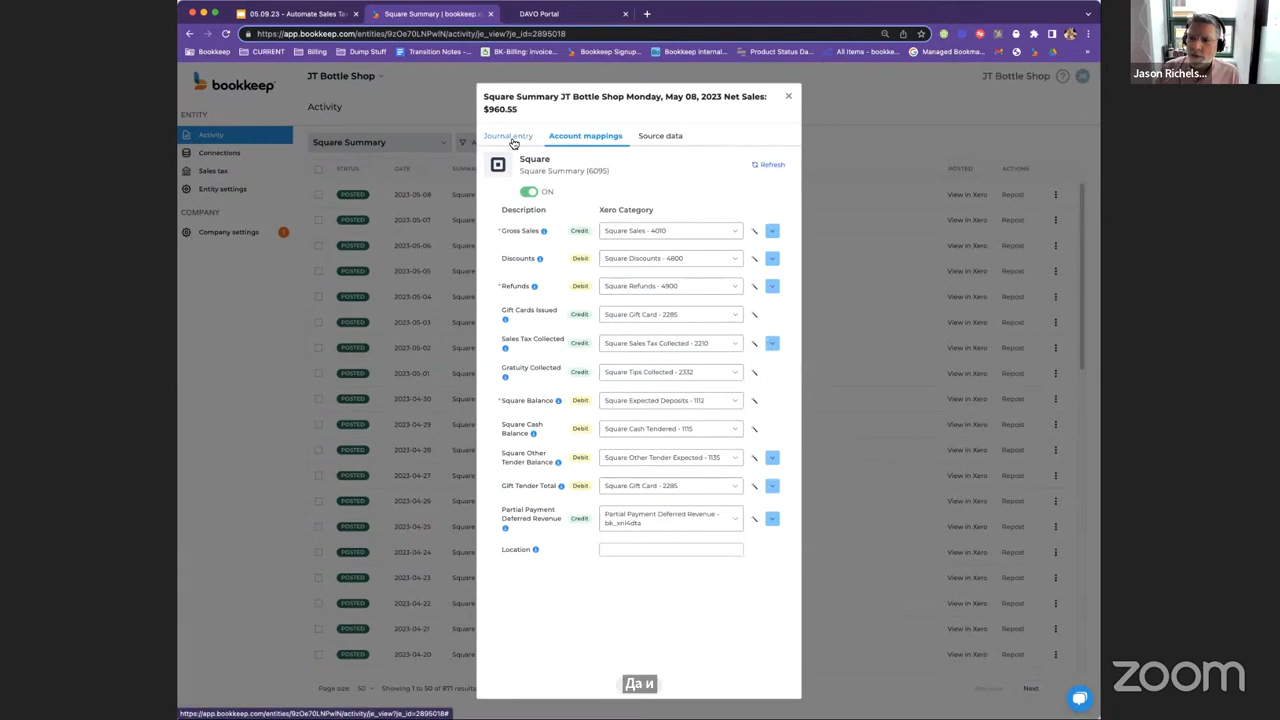 05.09.23 - Automate Sales Ta
Square Summary | bookkeep
DAVO Portal
https://app.bookkeep.com/entities/9zOe70LNPwlN/activity/je_view?je_id=2895018
Bookkeep
CURRENT
Billing
Dump Stuff
Transition Notes -...
BK-Billing: Invoice...
Bookkeep Signup...
Bookkeep Internal...
Product Status Da...
All Items - bookke...
Managed Bookma...
bookkeep
JT Bottle Shop
JT Bottle Shop
Jason Richels...
ENTITY
Activity
Connections
Sales tax
Entity settings
COMPANY
Company settings
Activity
Square Summary
STATUS
DATE
SUMMA
POSTED
ACTIONS
POSTED 2023-05-08 Square View in Xero Repost
POSTED 2023-05-07 Square View in Xero Repost
POSTED 2023-05-06 Square View in Xero Repost
POSTED 2023-05-05 Square View in Xero Repost
POSTED 2023-05-04 Square View in Xero Repost
POSTED 2023-05-03 Square View in Xero Repost
POSTED 2023-05-02 Square View in Xero Repost
POSTED 2023-05-01 Square View in Xero Repost
POSTED 2023-04-30 Square View in Xero Repost
POSTED 2023-04-29 Square View in Xero Repost
POSTED 2023-04-28 Square View in Xero Repost
POSTED 2023-04-27 Square View in Xero Repost
POSTED 2023-04-26 Square View in Xero Repost
POSTED 2023-04-25 Square View in Xero Repost
POSTED 2023-04-24 Square View in Xero Repost
POSTED 2023-04-23 Square View in Xero Repost
POSTED 2023-04-22 Square View in Xero Repost
POSTED 2023-04-21 Square View in Xero Repost
POSTED 2023-04-20 Square View in Xero Repost
Page size: 50 Showing 1 to 50 of 871 results
Previous
Next
Square Summary JT Bottle Shop Monday, May 08, 2023 Net Sales:
$960.55
Journal entry
Account mappings
Source data
Square
Square Summary (6095)
Refresh
ON
Description
Xero Category
*Gross Sales Credit Square Sales - 4010
Discounts Debit Square Discounts - 4800
*Refunds Debit Square Refunds - 4900
Gift Cards Issued Credit Square Gift Card - 2285
Sales Tax Collected Credit Square Sales Tax Collected - 2210
Gratuity Collected Credit Square Tips Collected - 2332
*Square Balance Debit Square Expected Deposits - 1112
Square Cash
Balance Debit Square Cash Tendered - 1115
Square Other
Tender Balance Debit Square Other Tender Expected - 1135
Gift Tender Total Debit Square Gift Card - 2285
Partial Payment
Deferred Revenue Credit Partial Payment Deferred Revenue -
bk_xnl4dta
Location
Да и
zoom
https://app.bookkeep.com/entities/9zOe70LNPwlN/activity/je_view?je_id=2895018#